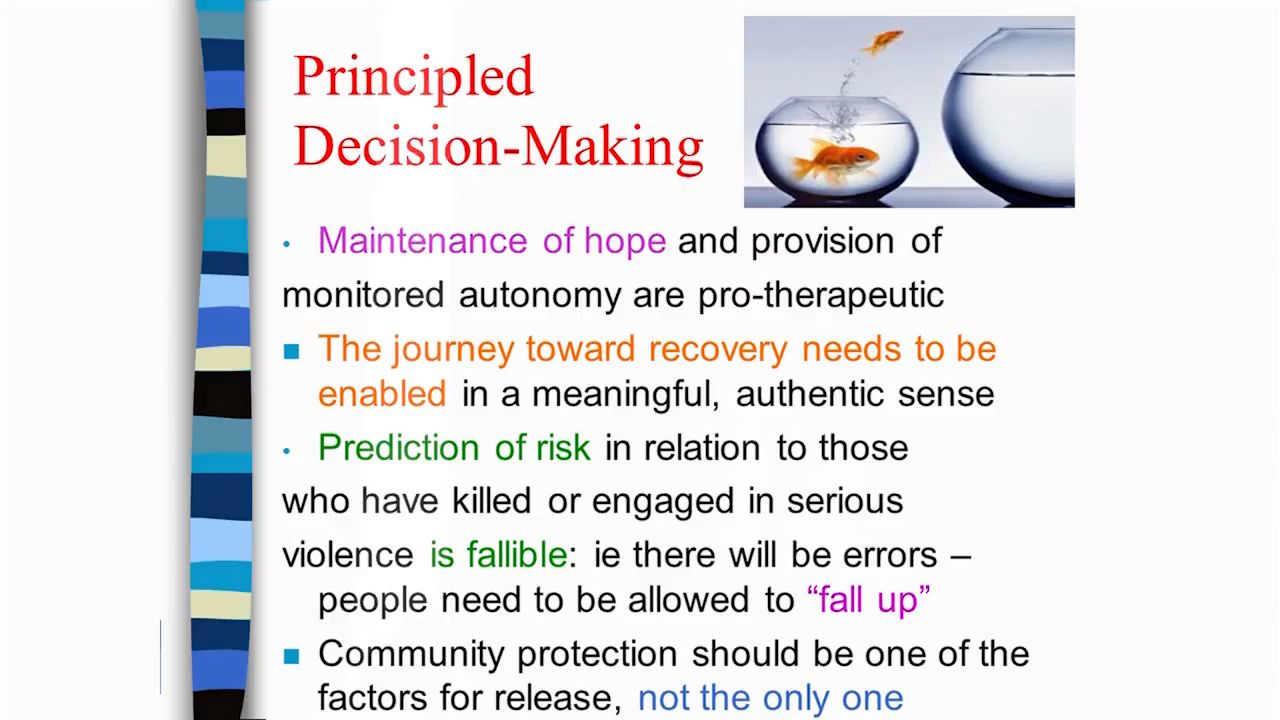 Principled
Decision-Making
• Maintenance of hope and provision of
monitored autonomy are pro-therapeutic
■ The journey toward recovery needs to be
enabled in a meaningful, authentic sense
• Prediction of risk in relation to those
who have killed or engaged in serious
violence is fallible: ie there will be errors –
people need to be allowed to “fall up”
■ Community protection should be one of the
factors for release, not the only one